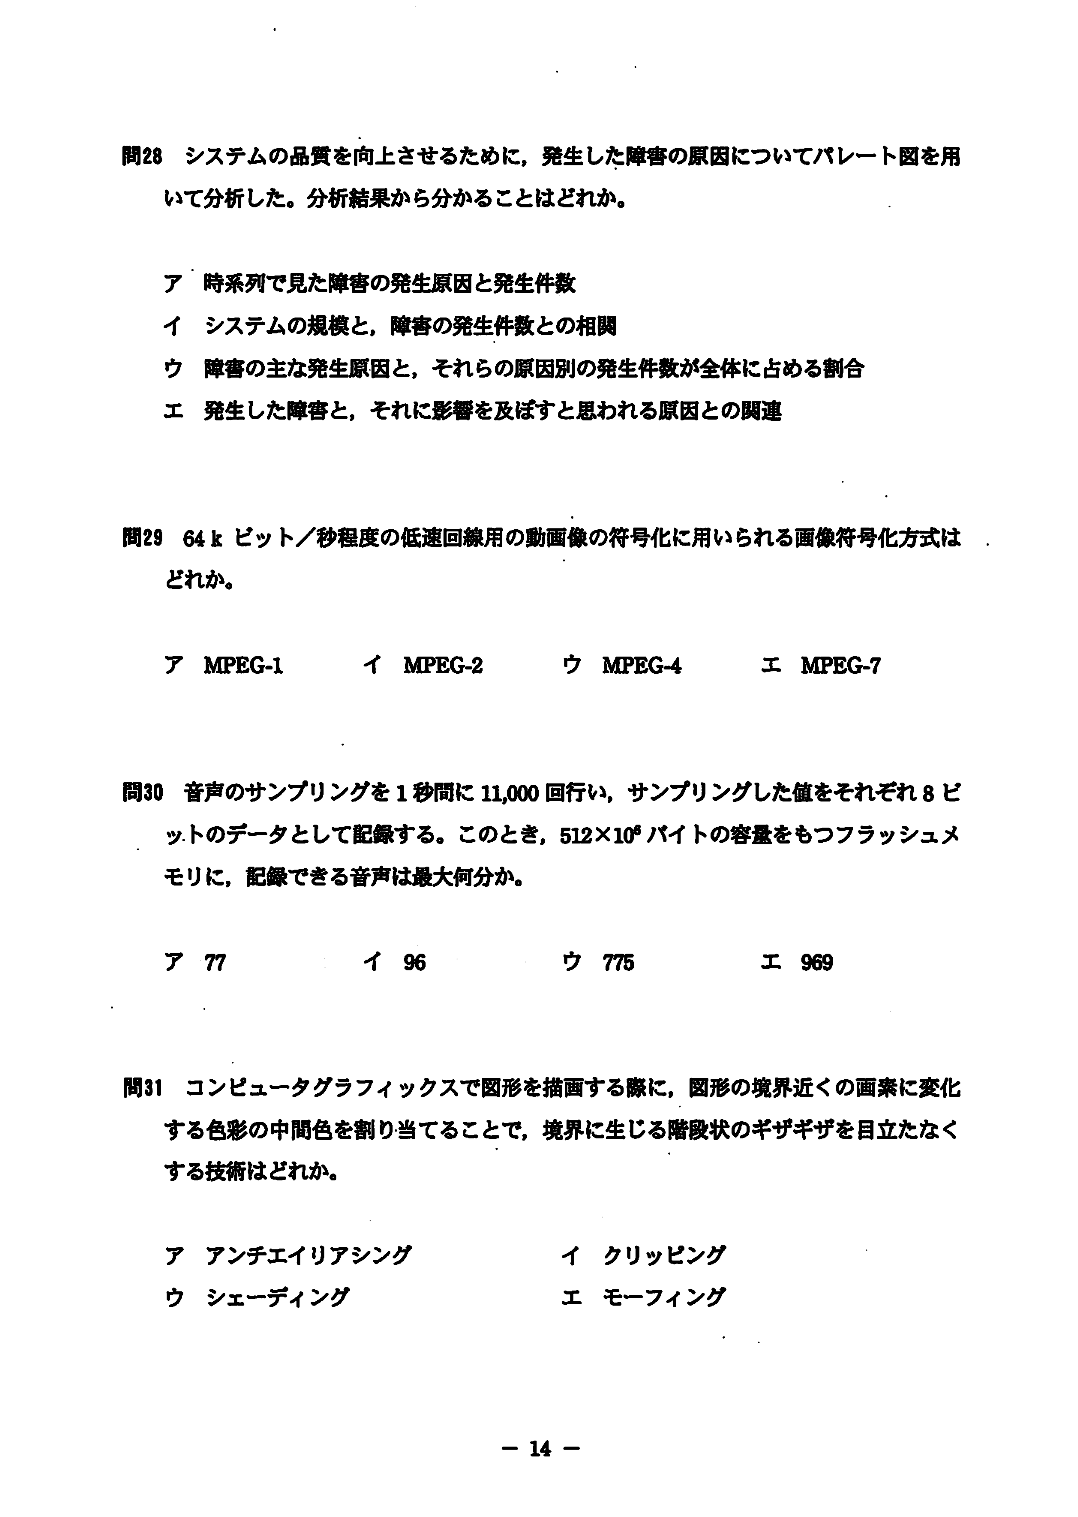 問28 システムの品質を向上させるために，発生した障害の原因についてパレート図を用
いて分析した。分析結果から分かることはどれか。
ア 時系列で見た障害の発生原因と発生件数
イ システムの規模と，障害の発生件数との相関
ウ 障害の主な発生原因と，それらの原因別の発生件数が全体に占める割合
エ 発生した障害と，それに影響を及ぼすと思われる原因との関連
問29 64 k ビット／秒程度の低速回線用の動画像の符号化に用いられる画像符号化方式は
どれか。
ア MPEG-1 イ MPEG-2 ウ MPEG-4 エ MPEG-7
問30 音声のサンプリングを 1 秒間に 11,000 回行い，サンプリングした値をそれぞれ 8 ビ
ットのデータとして記録する。このとき，512×10⁶ バイトの容量をもつフラッシュメ
モリに，記録できる音声は最大何分か。
ア 77 イ 96 ウ 775 エ 969
問31 コンピュータグラフィックスで図形を描画する際に，図形の境界近くの画素に変化
する色彩の中間色を割り当てることで，境界に生じる階段状のギザギザを目立たなく
する技術はどれか。
ア アンチエイリアシング イ クリッピング
ウ シェーディング エ モーフィング
－ 14 －